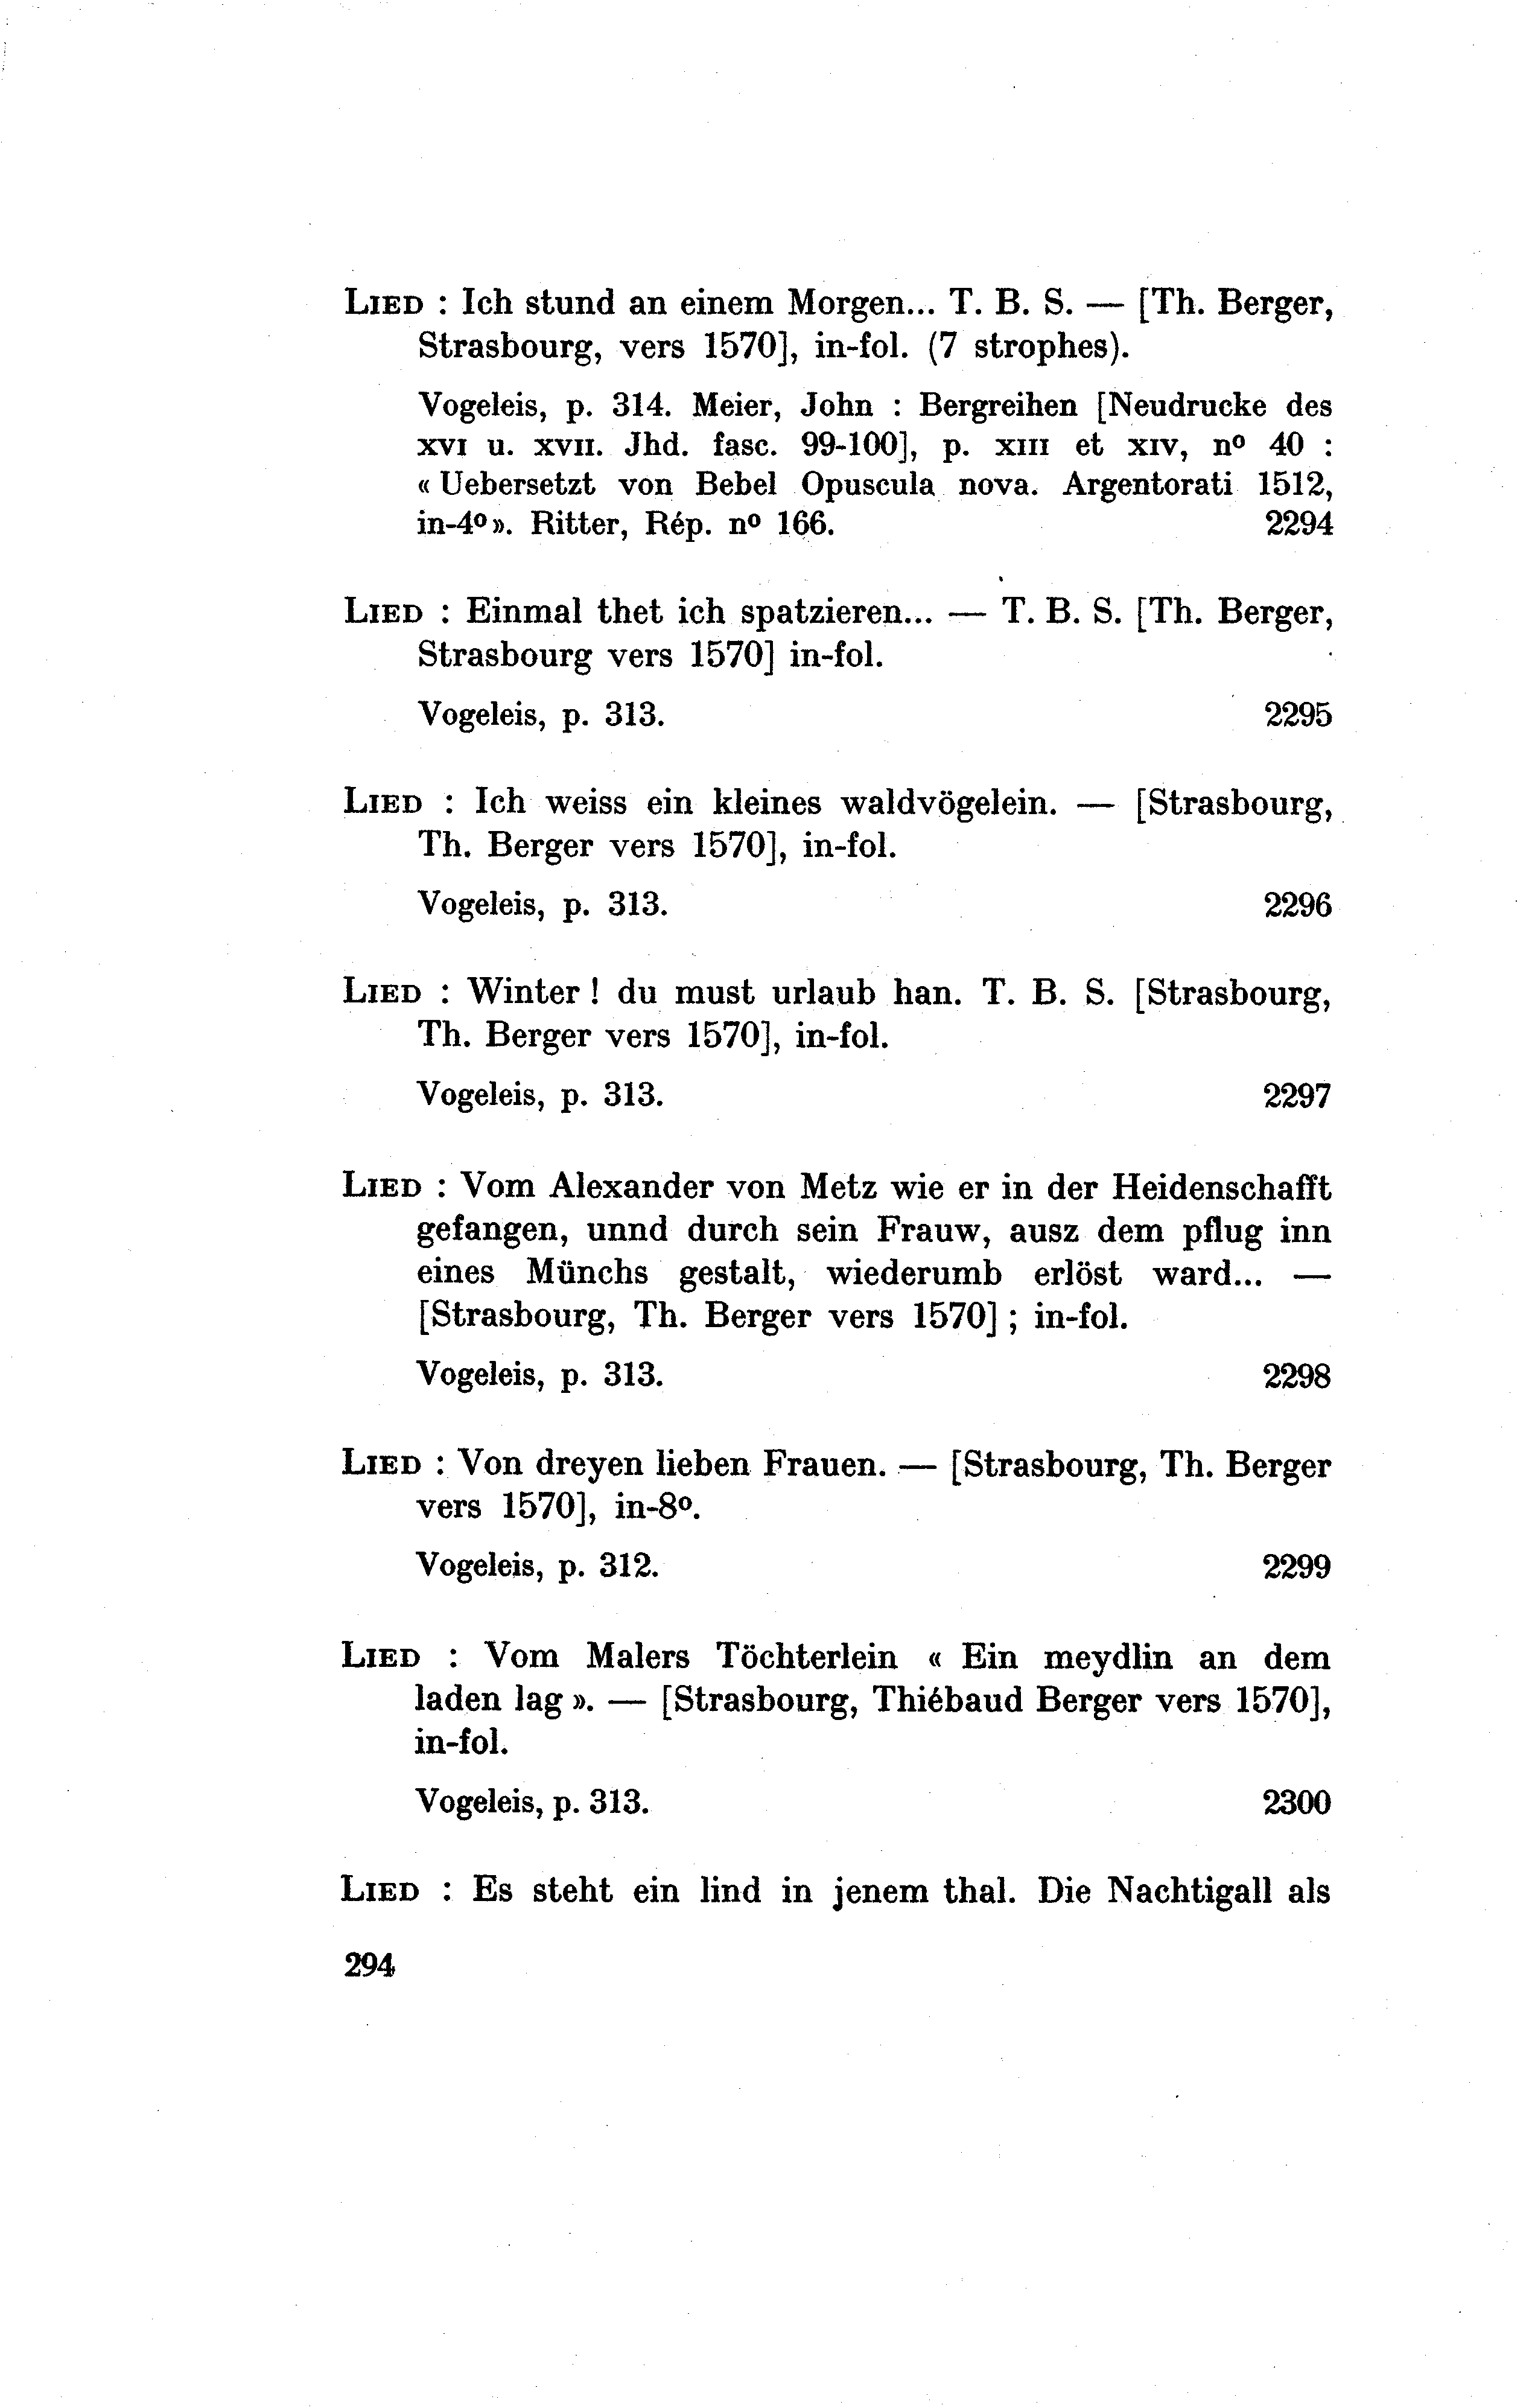 LIED : Ich stund an einem Morgen... T. B. S. — [Th. Berger,
Strasbourg, vers 1570], in-fol. (7 strophes).
Vogeleis, p. 314. Meier, John : Bergreihen [Neudrucke des
XVI u. XVII. Jhd. fasc. 99-100], p. XIII et XIV, nº 40 :
« Uebersetzt von Bebel Opuscula nova. Argentorati 1512,
in-4º ». Ritter, Rép. nº 166. 2294
LIED : Einmal thet ich spatzieren... — T. B. S. [Th. Berger,
Strasbourg vers 1570] in-fol.
Vogeleis, p. 313. 2295
LIED : Ich weiss ein kleines waldvögelein. — [Strasbourg,
Th. Berger vers 1570], in-fol.
Vogeleis, p. 313. 2296
LIED : Winter ! du must urlaub han. T. B. S. [Strasbourg,
Th. Berger vers 1570], in-fol.
Vogeleis, p. 313. 2297
LIED : Vom Alexander von Metz wie er in der Heidenschafft
gefangen, unnd durch sein Frauw, ausz dem pflug inn
eines Münchs gestalt, wiederumb erlöst ward... —
[Strasbourg, Th. Berger vers 1570] ; in-fol.
Vogeleis, p. 313. 2298
LIED : Von dreyen lieben Frauen. — [Strasbourg, Th. Berger
vers 1570], in-8º.
Vogeleis, p. 312. 2299
LIED : Vom Malers Töchterlein « Ein meydlin an dem
laden lag ». — [Strasbourg, Thiébaud Berger vers 1570],
in-fol.
Vogeleis, p. 313. 2300
LIED : Es steht ein lind in jenem thal. Die Nachtigall als
294